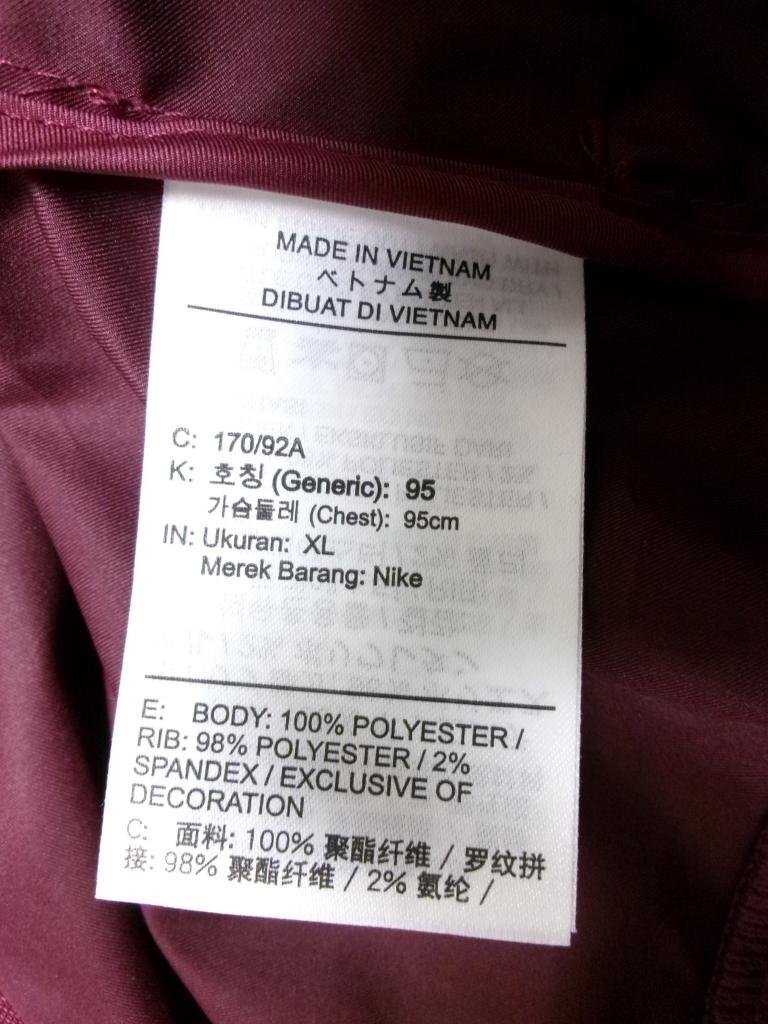 MADE IN VIETNAM
ベトナム製
DIBUAT DI VIETNAM
C: 170/92A
K: 호칭 (Generic): 95
가슴둘레 (Chest): 95cm
IN: Ukuran: XL
Merek Barang: Nike
E: BODY: 100% POLYESTER /
RIB: 98% POLYESTER / 2%
SPANDEX / EXCLUSIVE OF
DECORATION
C: 面料: 100% 聚酯纤维 / 罗纹拼
接: 98% 聚酯纤维 / 2% 氨纶 /